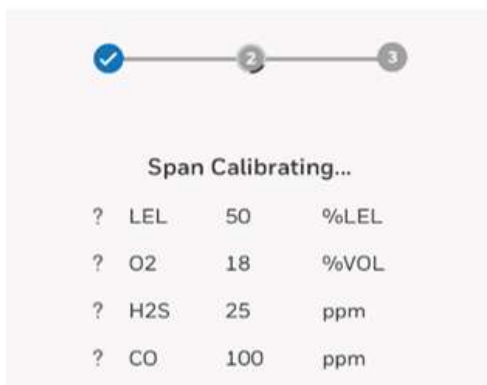 2 3
Span Calibrating...
? LEL 50 %LEL
? O2 18 %VOL
? H2S 25 ppm
? CO 100 ppm